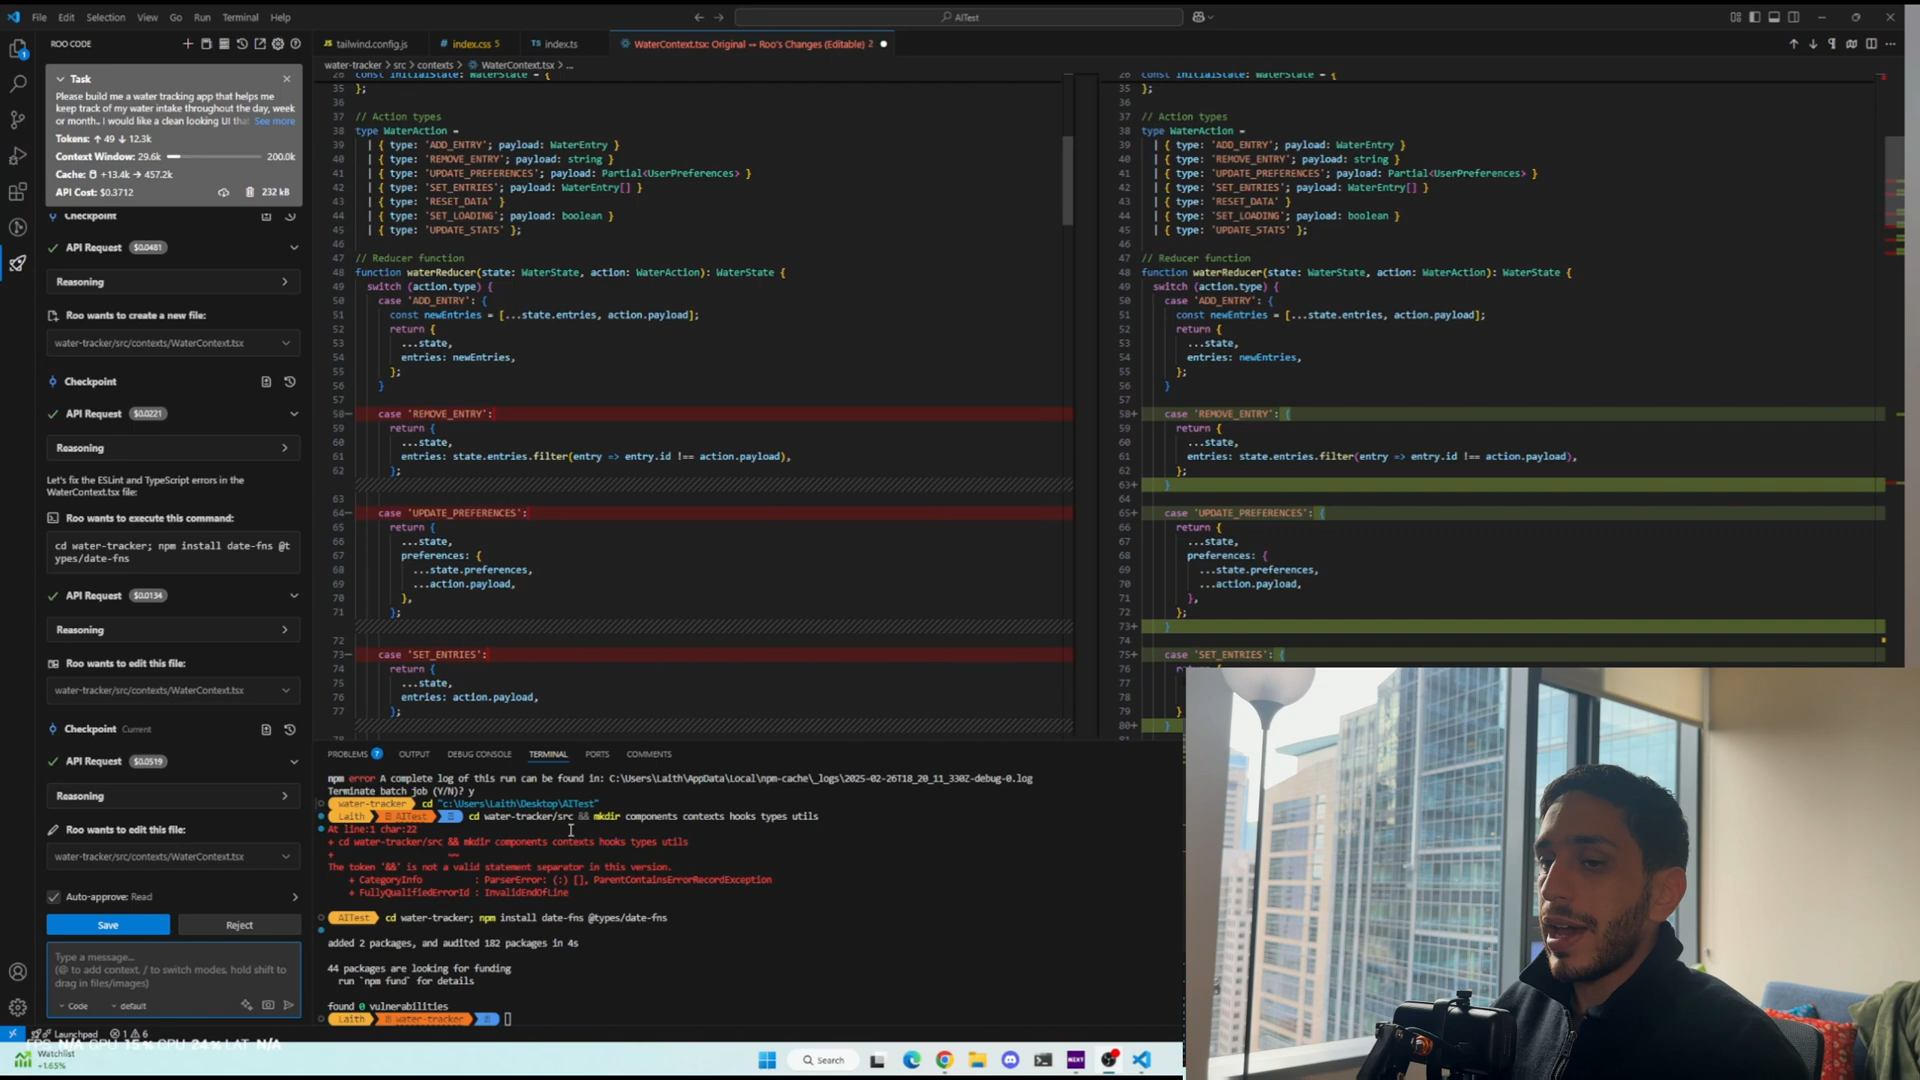 File Edit Selection View Go Run Terminal Help
AITest
ROO CODE
Task
Please build me a water tracking app that helps me
keep track of my water intake throughout the day, week
or month.. I would like a clean looking UI tha See more
Tokens: ↑ 49 ↓ 12.3k
Context Window: 29.6k 200.0k
Cache: +13.4k → 457.2k
API Cost: $0.3712 232 kB
Checkpoint
API Request $0.0481
Reasoning
Roo wants to create a new file:
water-tracker/src/contexts/WaterContext.tsx
Checkpoint
API Request $0.0221
Reasoning
Let's fix the ESLint and TypeScript errors in the
WaterContext.tsx file:
Roo wants to execute this command:
cd water-tracker; npm install date-fns @t
ypes/date-fns
API Request $0.0134
Reasoning
Roo wants to edit this file:
water-tracker/src/contexts/WaterContext.tsx
Checkpoint Current
API Request $0.0519
Reasoning
Roo wants to edit this file:
water-tracker/src/contexts/WaterContext.tsx
Auto-approve: Read
Save Reject
Type a message...
(@ to add context, / to switch modes, hold shift to
drag in files/images)
Code default
tailwind.config.js index.css 5 index.ts WaterContext.tsx: Original ↔ Roo's Changes (Editable) 2
water-tracker > src > contexts > WaterContext.tsx > ...
26 const initialState: WaterState = {
35 };
36
37 // Action types
38 type WaterAction =
39 | { type: 'ADD_ENTRY'; payload: WaterEntry }
40 | { type: 'REMOVE_ENTRY'; payload: string }
41 | { type: 'UPDATE_PREFERENCES'; payload: Partial<UserPreferences> }
42 | { type: 'SET_ENTRIES'; payload: WaterEntry[] }
43 | { type: 'RESET_DATA' }
44 | { type: 'SET_LOADING'; payload: boolean }
45 | { type: 'UPDATE_STATS' };
46
47 // Reducer function
48 function waterReducer(state: WaterState, action: WaterAction): WaterState {
49 switch (action.type) {
50 case 'ADD_ENTRY': {
51 const newEntries = [...state.entries, action.payload];
52 return {
53 ...state,
54 entries: newEntries,
55 };
56 }
57
58— case 'REMOVE_ENTRY':
59 return {
60 ...state,
61 entries: state.entries.filter(entry => entry.id !== action.payload),
62 };
63
64— case 'UPDATE_PREFERENCES':
65 return {
66 ...state,
67 preferences: {
68 ...state.preferences,
69 ...action.payload,
70 },
71 };
72
73— case 'SET_ENTRIES':
74 return {
75 ...state,
76 entries: action.payload,
77 };
26 const initialState: WaterState = {
35 };
36
37 // Action types
38 type WaterAction =
39 | { type: 'ADD_ENTRY'; payload: WaterEntry }
40 | { type: 'REMOVE_ENTRY'; payload: string }
41 | { type: 'UPDATE_PREFERENCES'; payload: Partial<UserPreferences> }
42 | { type: 'SET_ENTRIES'; payload: WaterEntry[] }
43 | { type: 'RESET_DATA' }
44 | { type: 'SET_LOADING'; payload: boolean }
45 | { type: 'UPDATE_STATS' };
46
47 // Reducer function
48 function waterReducer(state: WaterState, action: WaterAction): WaterState {
49 switch (action.type) {
50 case 'ADD_ENTRY': {
51 const newEntries = [...state.entries, action.payload];
52 return {
53 ...state,
54 entries: newEntries,
55 };
56 }
57
58+ case 'REMOVE_ENTRY': {
59 return {
60 ...state,
61 entries: state.entries.filter(entry => entry.id !== action.payload),
62 };
63+ }
64
65+ case 'UPDATE_PREFERENCES': {
66 return {
67 ...state,
68 preferences: {
69 ...state.preferences,
70 ...action.payload,
71 },
72 };
73+ }
74
75+ case 'SET_ENTRIES': {
76
77
78
79 }
80+ }
PROBLEMS 7 OUTPUT DEBUG CONSOLE TERMINAL PORTS COMMENTS
npm error A complete log of this run can be found in: C:\Users\Laith\AppData\Local\npm-cache\_logs\2025-02-26T18_20_11_330Z-debug-0.log
Terminate batch job (Y/N)? y
water-tracker cd "c:\Users\Laith\Desktop\AITest"
Laith AITest cd water-tracker/src && mkdir components contexts hooks types utils
At line:1 char:22
+ cd water-tracker/src && mkdir components contexts hooks types utils
+ ~~
The token '&&' is not a valid statement separator in this version.
+ CategoryInfo : ParserError: (:) [], ParentContainsErrorRecordException
+ FullyQualifiedErrorId : InvalidEndOfLine
AITest cd water-tracker; npm install date-fns @types/date-fns
added 2 packages, and audited 182 packages in 4s
44 packages are looking for funding
run `npm fund` for details
found 0 vulnerabilities
Laith water-tracker
Launchpad 1 6
FPS N/A GPU 15% CPU 24% LAT N/A
Watchlist
+1.65%
Search
NEXT